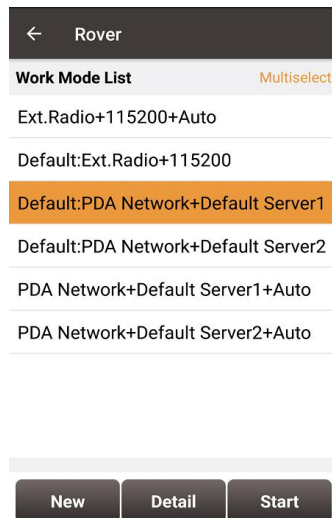 Rover
Work Mode List Multiselect
Ext.Radio+115200+Auto
Default:Ext.Radio+115200
Default:PDA Network+Default Server1
Default:PDA Network+Default Server2
PDA Network+Default Server1+Auto
PDA Network+Default Server2+Auto
New Detail Start